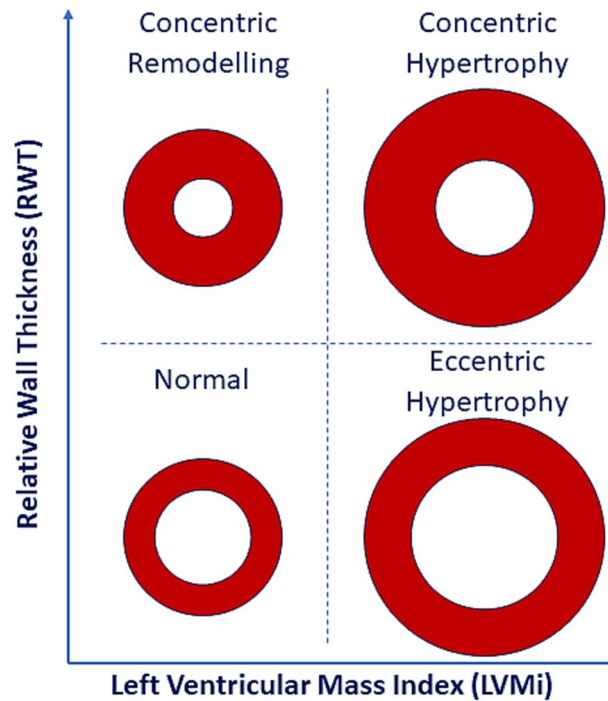 Concentric
Remodelling
Concentric
Hypertrophy
Relative Wall Thickness (RWT)
Normal
Eccentric
Hypertrophy
Left Ventricular Mass Index (LVMi)